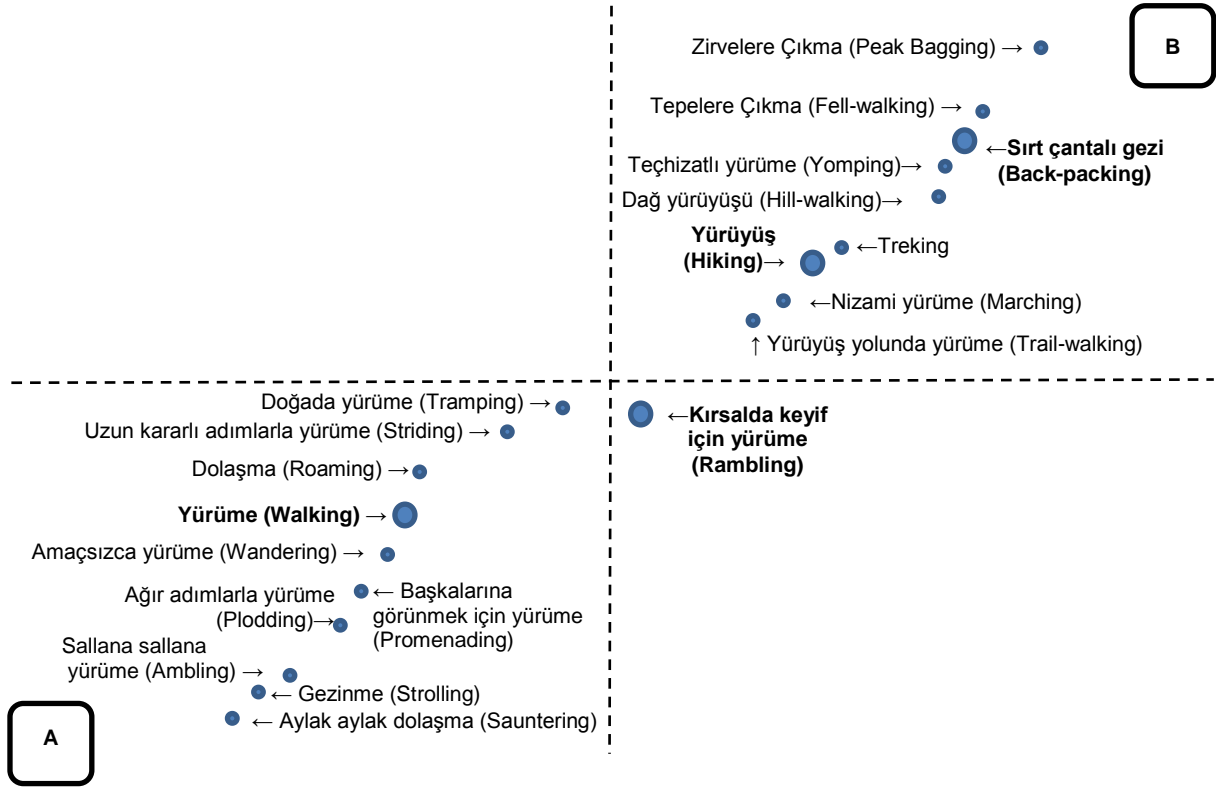 Zirvelere Çıkma (Peak Bagging) →
B
Tepelere Çıkma (Fell-walking) →
←Sırt çantalı gezi
(Back-packing)
Teçhizatlı yürüme (Yomping)→
Dağ yürüyüşü (Hill-walking)→
Yürüyüş
(Hiking)→
←Treking
←Nizami yürüme (Marching)
↑ Yürüyüş yolunda yürüme (Trail-walking)
Doğada yürüme (Tramping) →
←Kırsalda keyif
için yürüme
(Rambling)
Uzun kararlı adımlarla yürüme (Striding) →
Dolaşma (Roaming) →
Yürüme (Walking) →
Amaçsızca yürüme (Wandering) →
Ağır adımlarla yürüme
(Plodding)→
← Başkalarına
görünmek için yürüme
(Promenading)
Sallana sallana
yürüme (Ambling) →
← Gezinme (Strolling)
← Aylak aylak dolaşma (Sauntering)
A